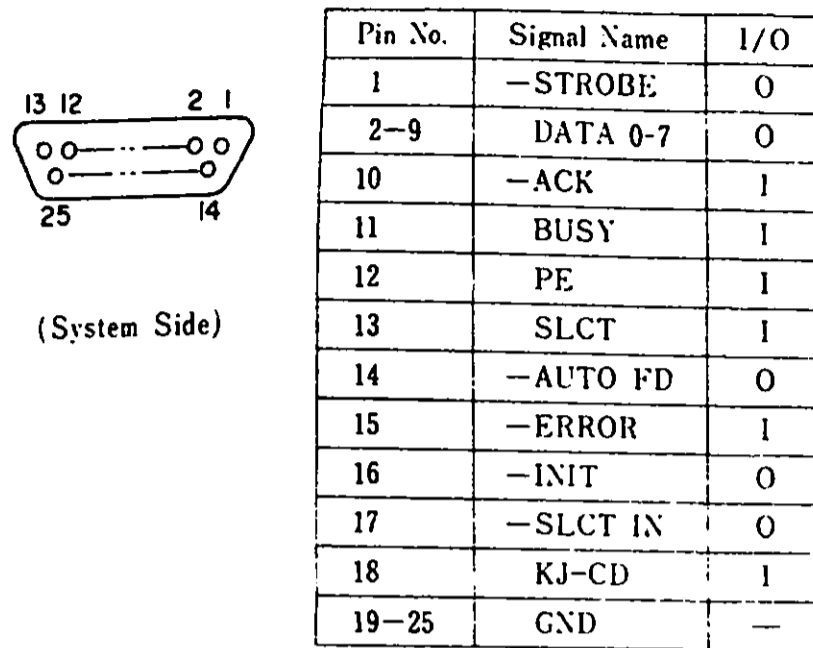 13 12 2 1
25 14
(System Side)
Pin No. Signal Name I/O
1 —STROBE O
2—9 DATA 0-7 O
10 —ACK I
11 BUSY I
12 PE I
13 SLCT I
14 —AUTO FD O
15 —ERROR I
16 —INIT O
17 —SLCT IN O
18 KJ-CD I
19—25 GND —